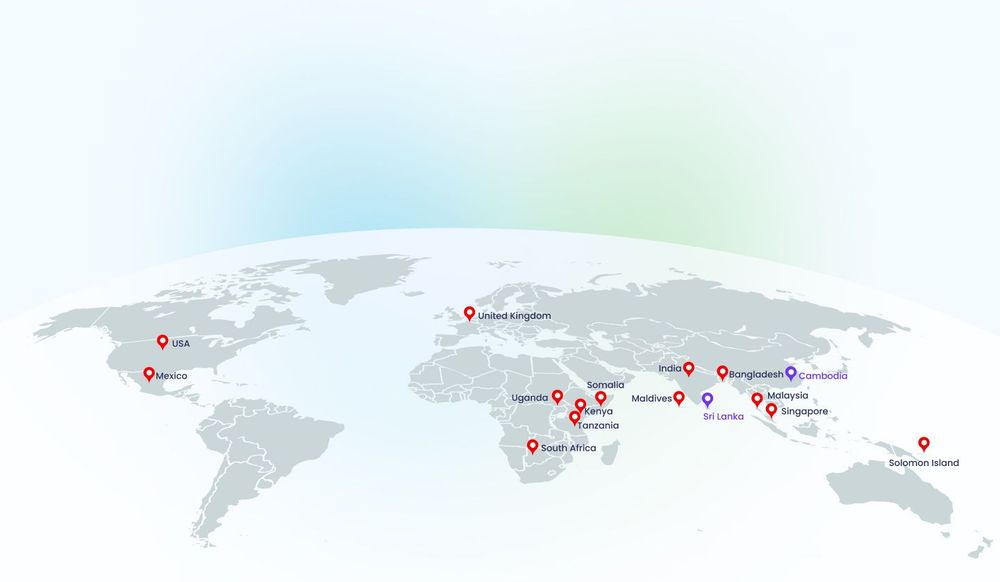 United Kingdom
USA
Mexico
India
Bangladesh
Cambodia
Somalia
Uganda
Maldives
Malaysia
Kenya
Singapore
Sri Lanka
Tanzania
South Africa
Solomon Island